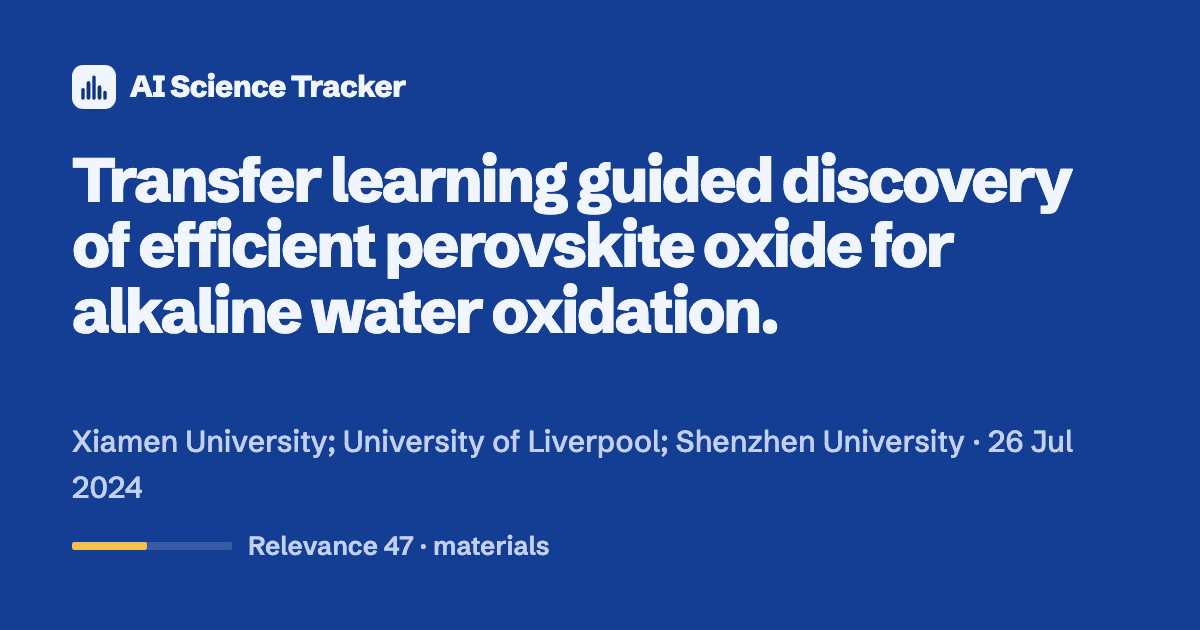 AI Science Tracker
Transfer learning guided discovery
of efficient perovskite oxide for
alkaline water oxidation.
Xiamen University; University of Liverpool; Shenzhen University · 26 Jul
2024
Relevance 47 · materials